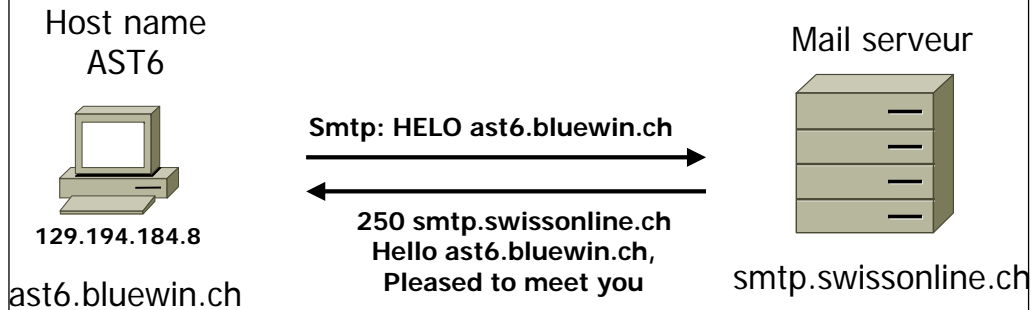 Host name
AST6
129.194.184.8
ast6.bluewin.ch
Smtp: HELO ast6.bluewin.ch
250 smtp.swissonline.ch
Hello ast6.bluewin.ch,
Pleased to meet you
Mail serveur
smtp.swissonline.ch